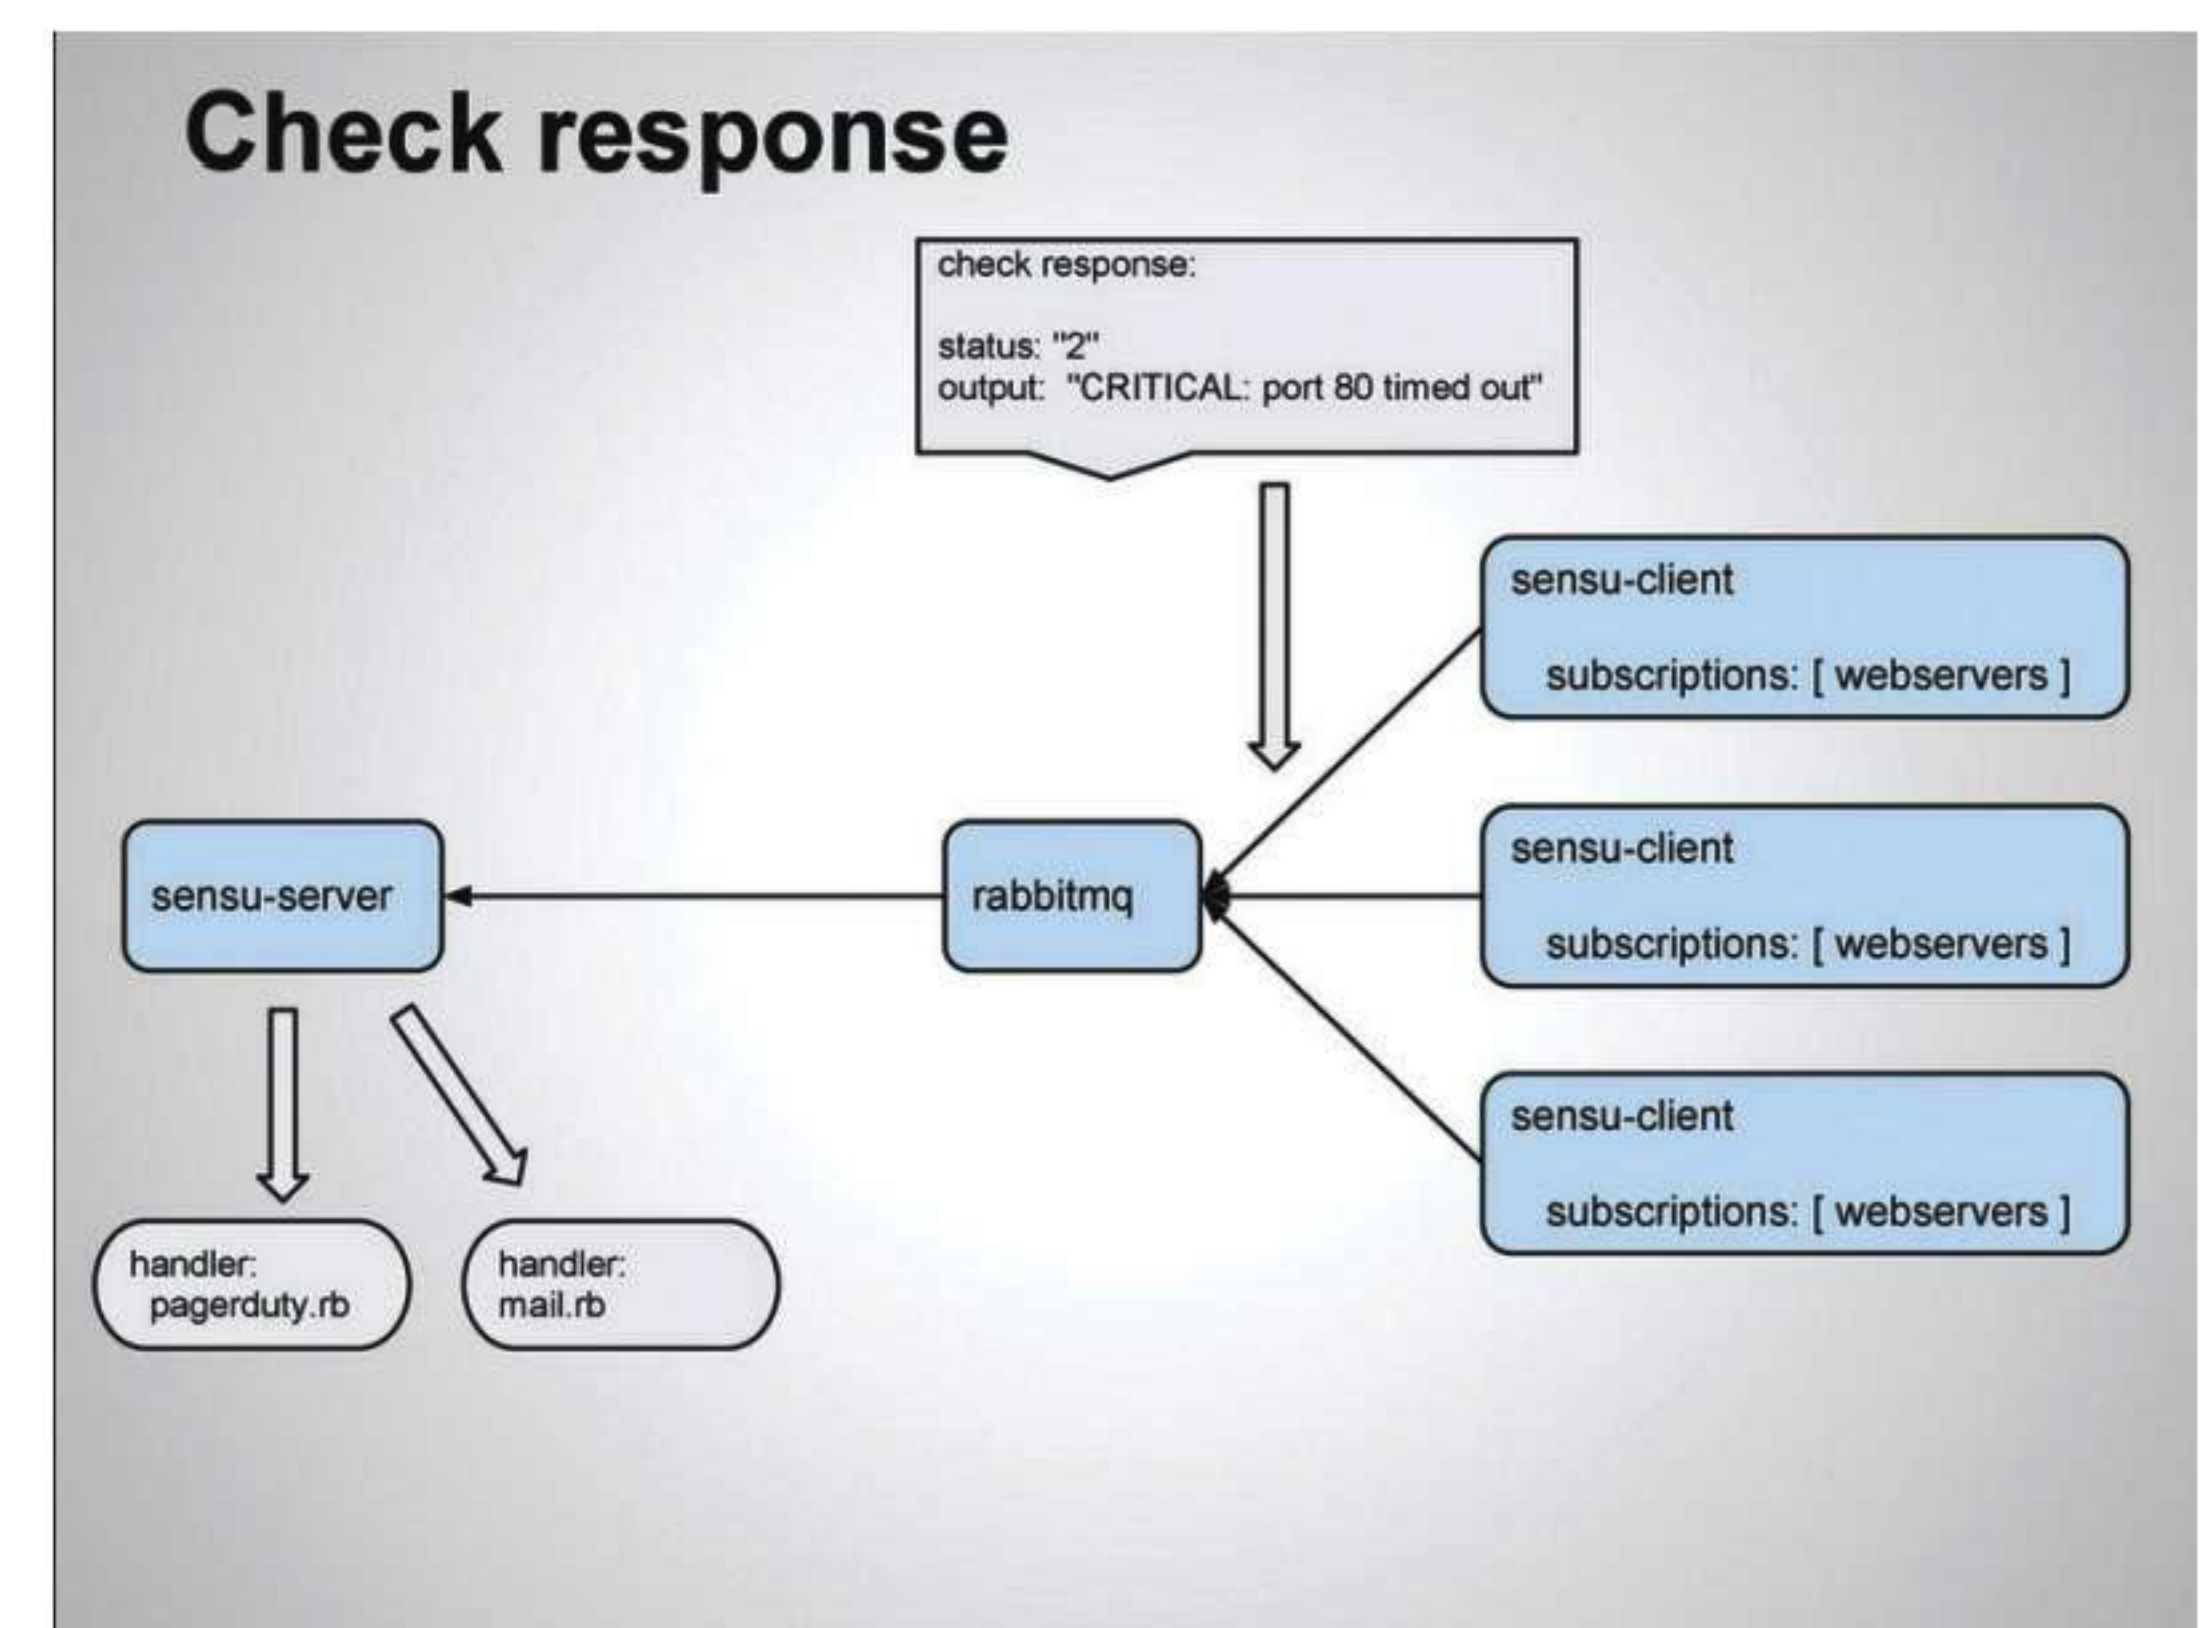 Check response
check response:
status: "2"
output: "CRITICAL: port 80 timed out"
sensu-client
subscriptions: [ webservers ]
sensu-server
rabbitmq
sensu-client
subscriptions: [ webservers ]
sensu-client
subscriptions: [ webservers ]
handler:
pagerduty.rb
handler:
mail.rb